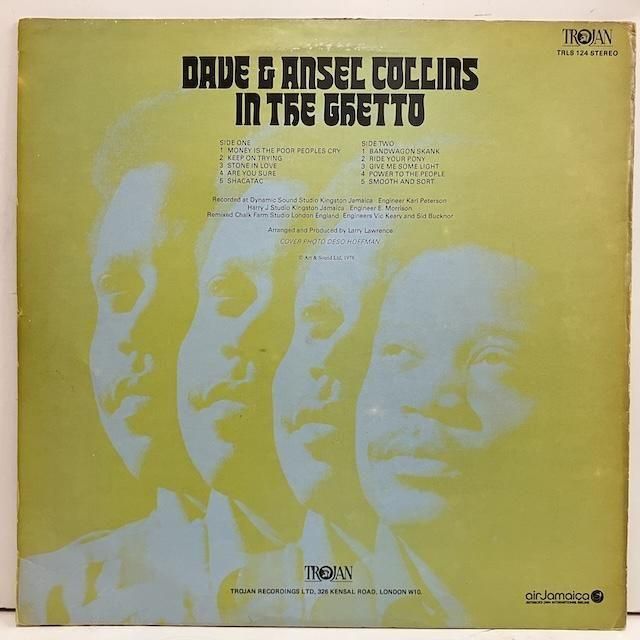 TROJAN
TRLS 124 STEREO
DAVE & ANSEL COLLINS
IN THE GHETTO
SIDE ONE
1 MONEY IS THE POOR PEOPLES CRY
2 KEEP ON TRYING
3 STONE IN LOVE
4 ARE YOU SURE
5 SHACATAC
SIDE TWO
1 BANDWAGON SKANK
2 RIDE YOUR PONY
3 GIVE ME SOME LIGHT
4 POWER TO THE PEOPLE
5 SMOOTH AND SORT
Recorded at Dynamic Sound Studio Kingston Jamaica Engineer Karl Peterson
Harry J Studio Kingston Jamaica Engineer E. Morrison
Remixed Chalk Farm Studio London England Engineers Vic Keary and Sid Bucknor
Arranged and Produced by Larry Lawrence
COVER PHOTO DESO HOFFMAN
© Art & Sound Ltd, 1976
TROJAN
TROJAN RECORDINGS LTD, 326 KENSAL ROAD, LONDON W10.
airJamaica